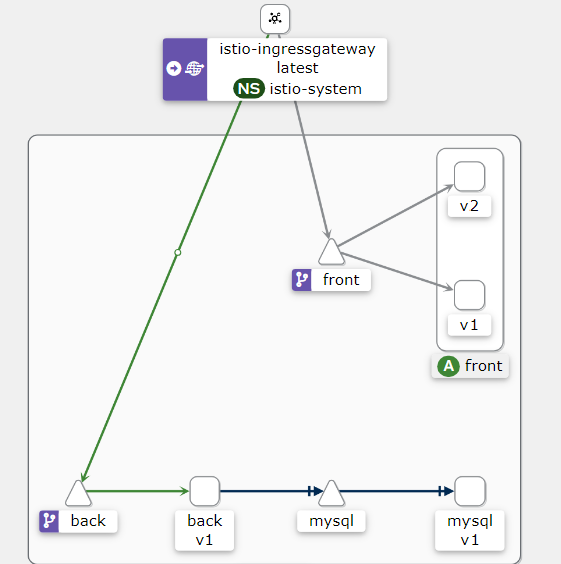 istio-ingressgateway
latest
NS istio-system
v2
front
v1
A front
back
back
v1
mysql
mysql
v1